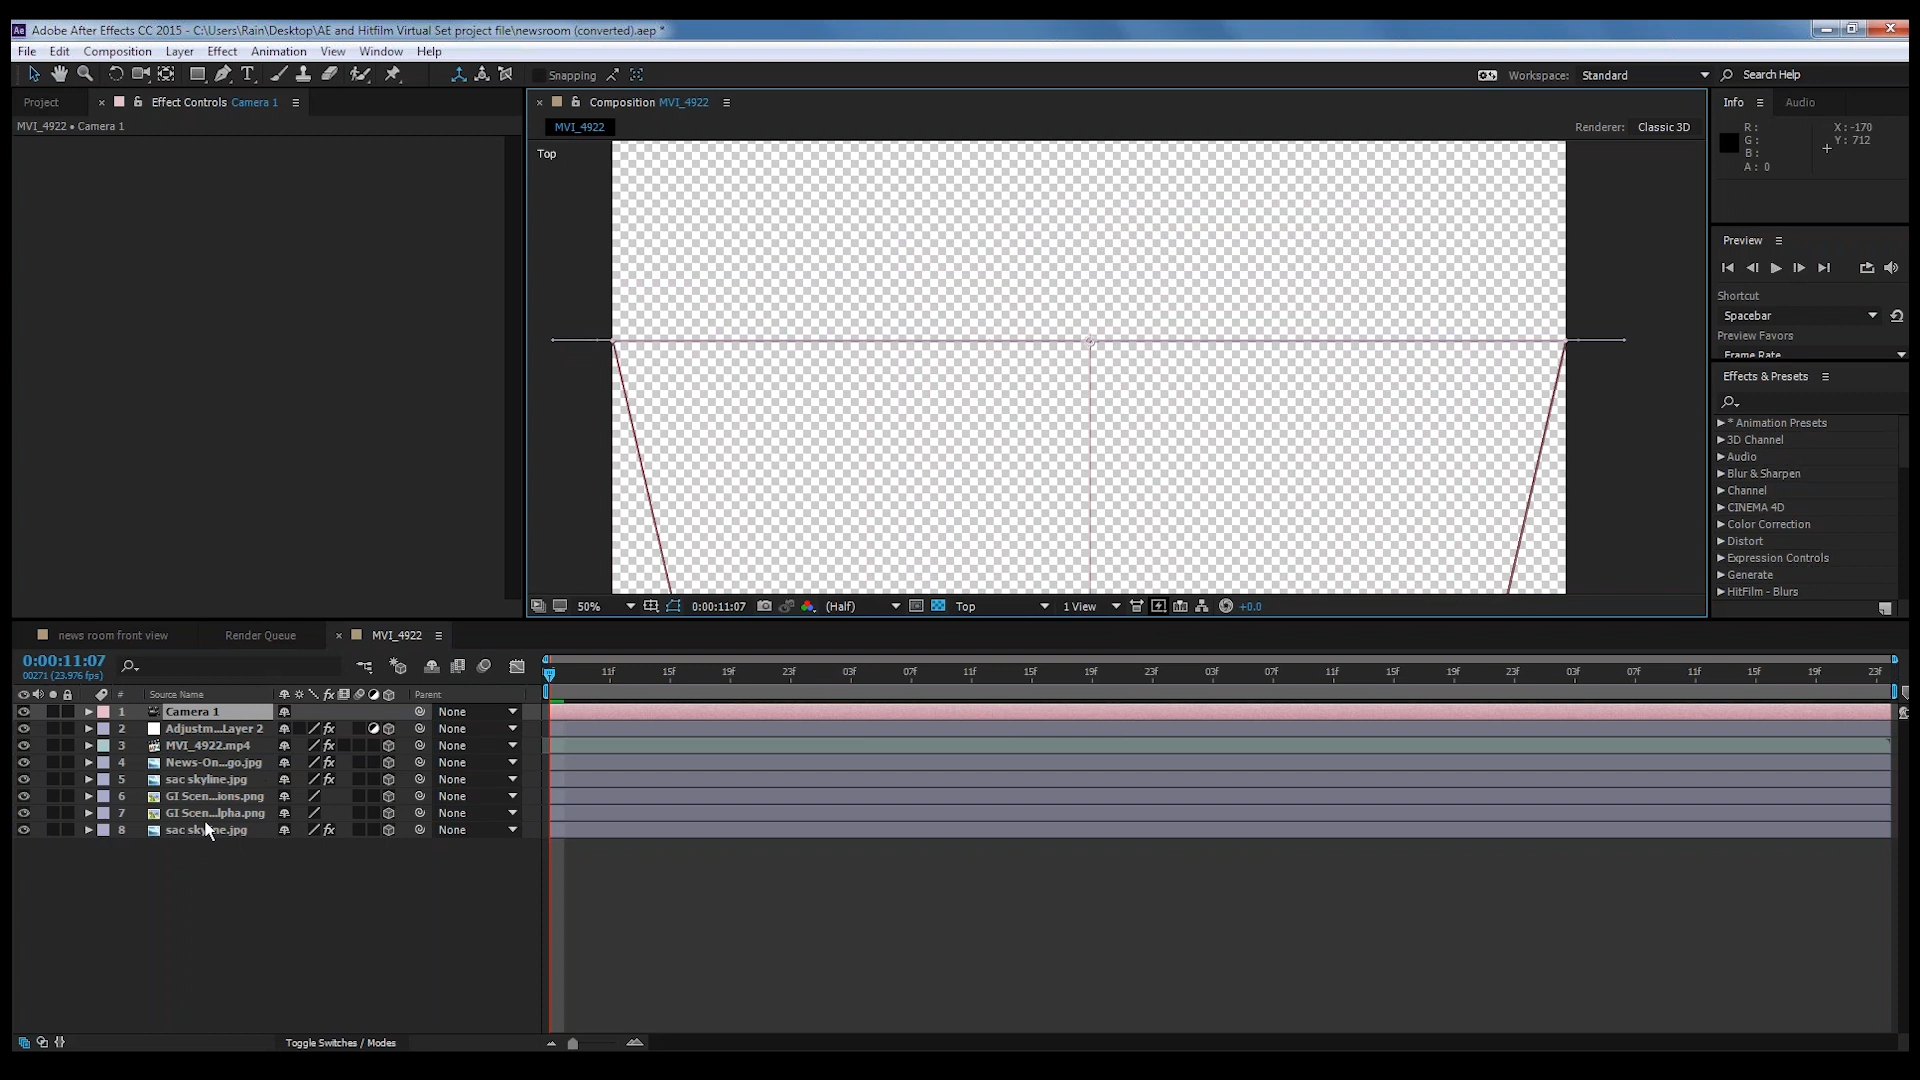 Ae Adobe After Effects CC 2015 - C:\Users\Rain\Desktop\AE and Hitfilm Virtual Set project file\newsroom (converted).aep *
File Edit Composition Layer Effect Animation View Window Help
Snapping
Workspace: Standard
Search Help
Project
Effect Controls Camera 1
MVI_4922 • Camera 1
Composition MVI_4922
MVI_4922
Renderer: Classic 3D
Top
50%
0:00:11:07
(Half)
Top
1 View
+0.0
Info
Audio
R :
G :
B :
A : 0
X : -170
Y : 712
Preview
Shortcut
Spacebar
Preview Favors
Frame Rate
Effects & Presets
* Animation Presets
3D Channel
Audio
Blur & Sharpen
Channel
CINEMA 4D
Color Correction
Distort
Expression Controls
Generate
HitFilm - Blurs
news room front view
Render Queue
MVI_4922
0:00:11:07
00271 (23.976 fps)
# Source Name
Parent
11f 15f 19f 23f 03f 07f 11f 15f 19f 23f 03f 07f 11f 15f 19f 23f 03f 07f 11f 15f 19f 23f
1 Camera 1 None
2 Adjustm...Layer 2 fx None
3 MVI_4922.mp4 fx None
4 News-On...go.jpg fx None
5 sac skyline.jpg fx None
6 GI Scen...ions.png None
7 GI Scen...lpha.png None
8 sac skyline.jpg fx None
Toggle Switches / Modes